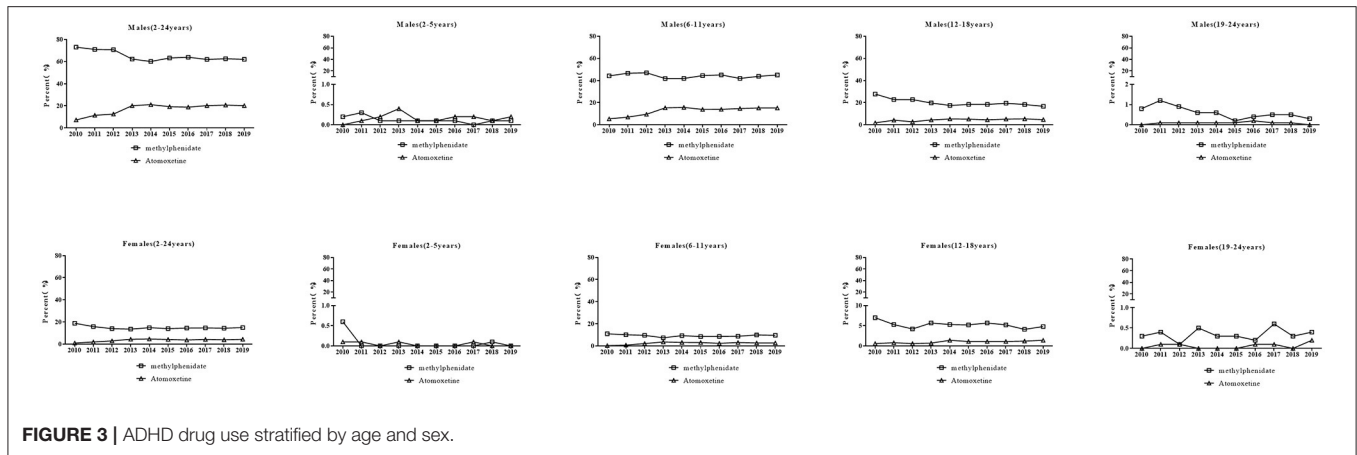 Males(2-24years)
Percent( %)
80
60
40
20
0
2010 2011 2012 2013 2014 2015 2016 2017 2018 2019
methylphenidate
Atomoxetine
Males(2-5years)
Percent( %)
80
60
40
20
1.0
0.5
0.0
2010 2011 2012 2013 2014 2015 2016 2017 2018 2019
methylphenidate
Atomoxetine
Males(6-11years)
Percent( %)
80
60
40
20
0
2010 2011 2012 2013 2014 2015 2016 2017 2018 2019
methylphenidate
Atomoxetine
Males(12-18years)
Percent( %)
80
60
40
20
0
2010 2011 2012 2013 2014 2015 2016 2017 2018 2019
methylphenidate
Atomoxetine
Males(19-24years)
Percent( %)
80
60
40
20
2
1
0
2010 2011 2012 2013 2014 2015 2016 2017 2018 2019
methylphenidate
Atomoxetine
Females(2-24years)
Percent( %)
80
60
40
20
0
2010 2011 2012 2013 2014 2015 2016 2017 2018 2019
methylphenidate
Atomoxetine
Females(2-5years)
Percent( %)
80
60
40
20
1.0
0.5
0.0
2010 2011 2012 2013 2014 2015 2016 2017 2018 2019
methylphenidate
Atomoxetine
Females(6-11years)
Percent( %)
80
60
40
20
0
2010 2011 2012 2013 2014 2015 2016 2017 2018 2019
methylphenidate
Atomoxetine
Females(12-18years)
Percent( %)
80
60
40
20
10
5
0
2010 2011 2012 2013 2014 2015 2016 2017 2018 2019
methylphenidate
Atomoxetine
Females(19-24years)
Percent( %)
80
60
40
20
1.0
0.5
0.0
2010 2011 2012 2013 2014 2015 2016 2017 2018 2019
methylphenidate
Atomoxetine
FIGURE 3 | ADHD drug use stratified by age and sex.